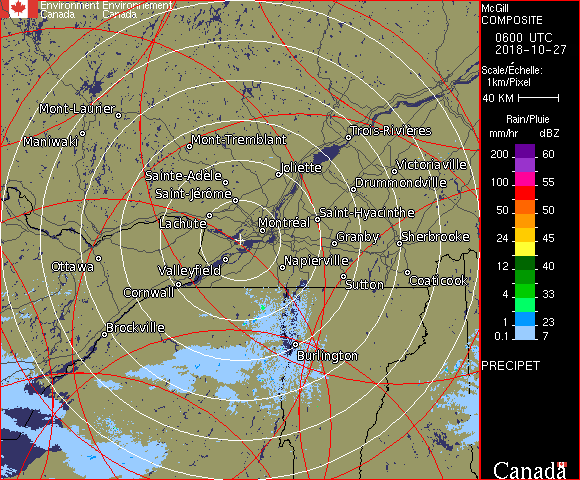 Environment Environnement
Canada Canada
McGill
COMPOSITE
0600 UTC
2018-10-27
Scale/Échelle:
1km/Pixel
40 KM
Rain/Pluie
mm/hr dBZ
200 60
155
100 55
50 50
24 45
12 40
4 33
1 23
0.1 7
PRECIPET
Canada
Mont-Laurier
Maniwaki
Mont-Tremblant
Trois-Rivières
Sainte-Adèle
Joliette
Victoriaville
Saint-Jérôme
Drummondville
Lachute
Montréal
Saint-Hyacinthe
Granby
Sherbrooke
Ottawa
Valleyfield
Napierville
Cornwall
Sutton
Coaticook
Brockville
Burlington